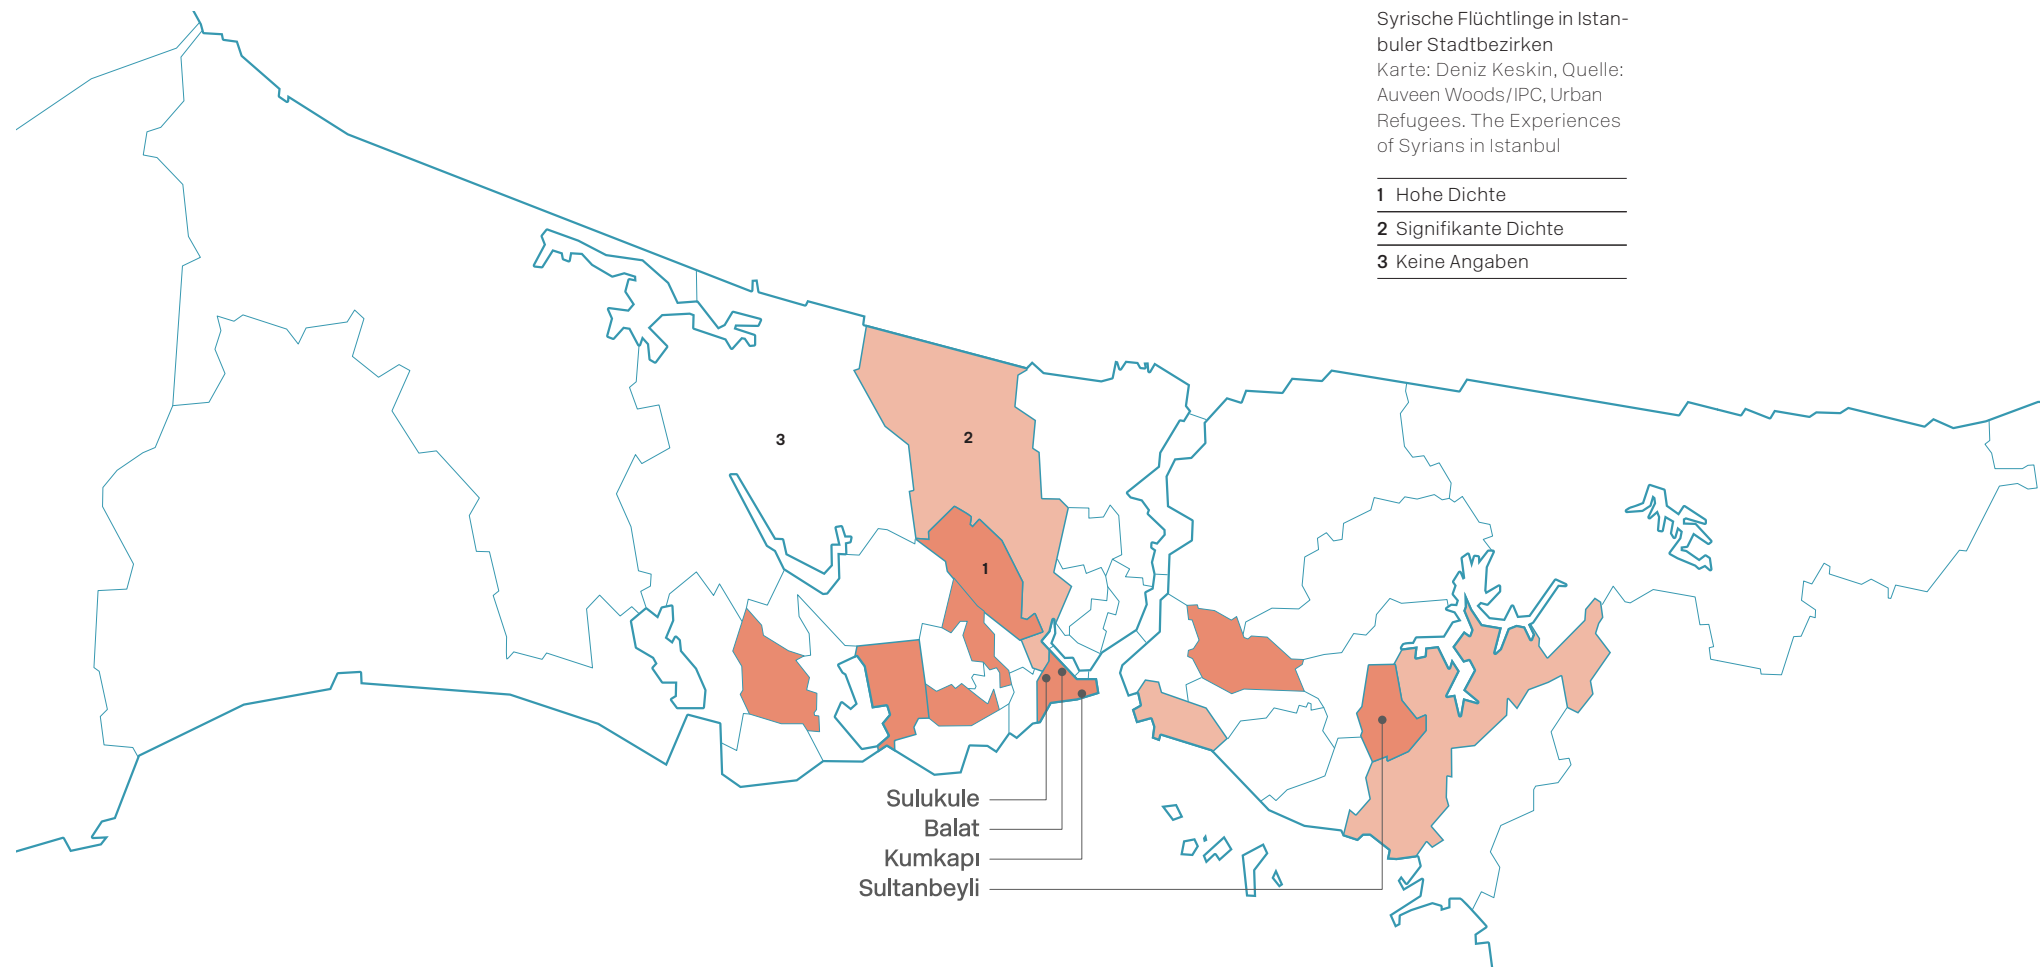 Syrische Flüchtlinge in Istan-
buler Stadtbezirken
Karte: Deniz Keskin, Quelle:
Auveen Woods/IPC, Urban
Refugees. The Experiences
of Syrians in Istanbul
1 Hohe Dichte
2 Signifikante Dichte
3 Keine Angaben
3
2
1
Sulukule
Balat
Kumkapı
Sultanbeyli